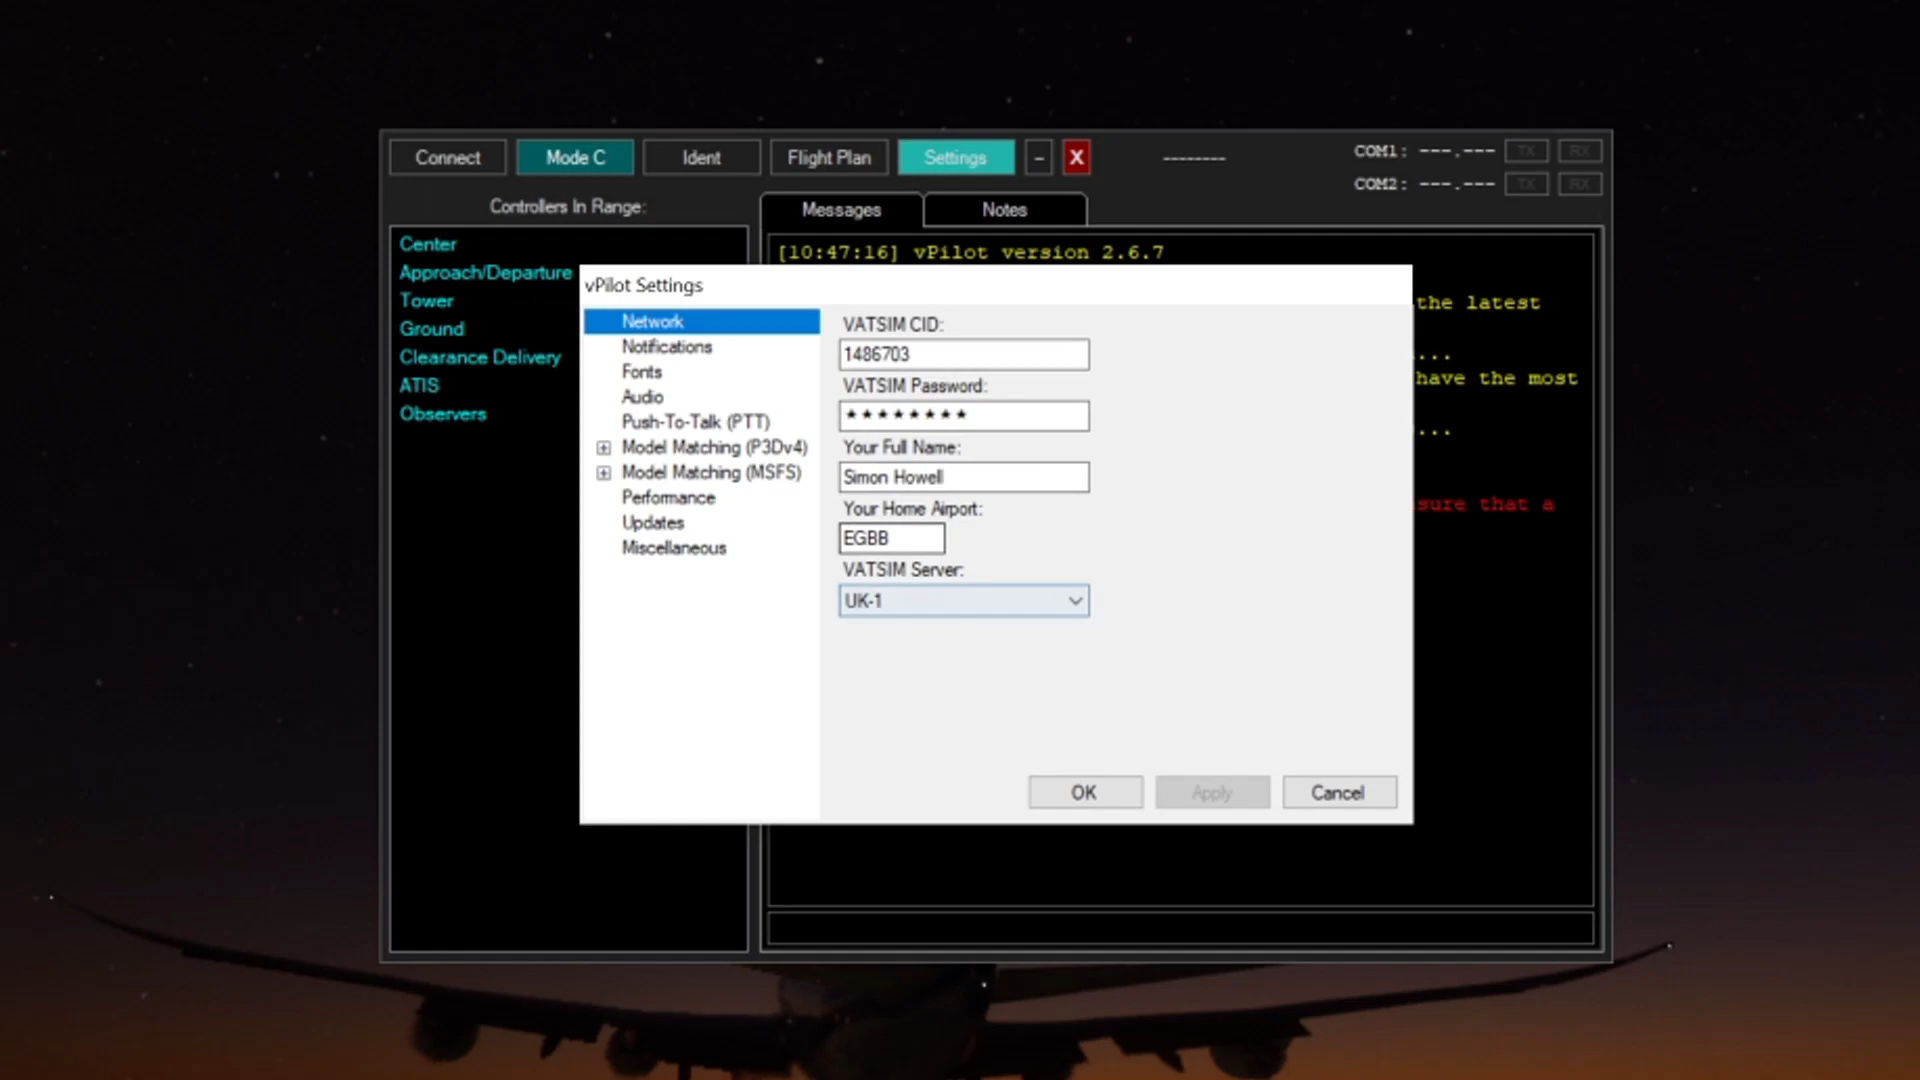 Connect
Mode C
Ident
Flight Plan
Settings
-
X
--------
COM1: ---.---
TX
RX
COM2: ---.---
TX
RX
Controllers In Range:
Messages
Notes
Center
Approach/Departure
Tower
Ground
Clearance Delivery
ATIS
Observers
[10:47:16] vPilot version 2.6.7
the latest
...
have the most
...
sure that a
vPilot Settings
Network
Notifications
Fonts
Audio
Push-To-Talk (PTT)
Model Matching (P3Dv4)
Model Matching (MSFS)
Performance
Updates
Miscellaneous
VATSIM CID:
1486703
VATSIM Password:
********
Your Full Name:
Simon Howell
Your Home Airport:
EGBB
VATSIM Server:
UK-1
OK
Apply
Cancel